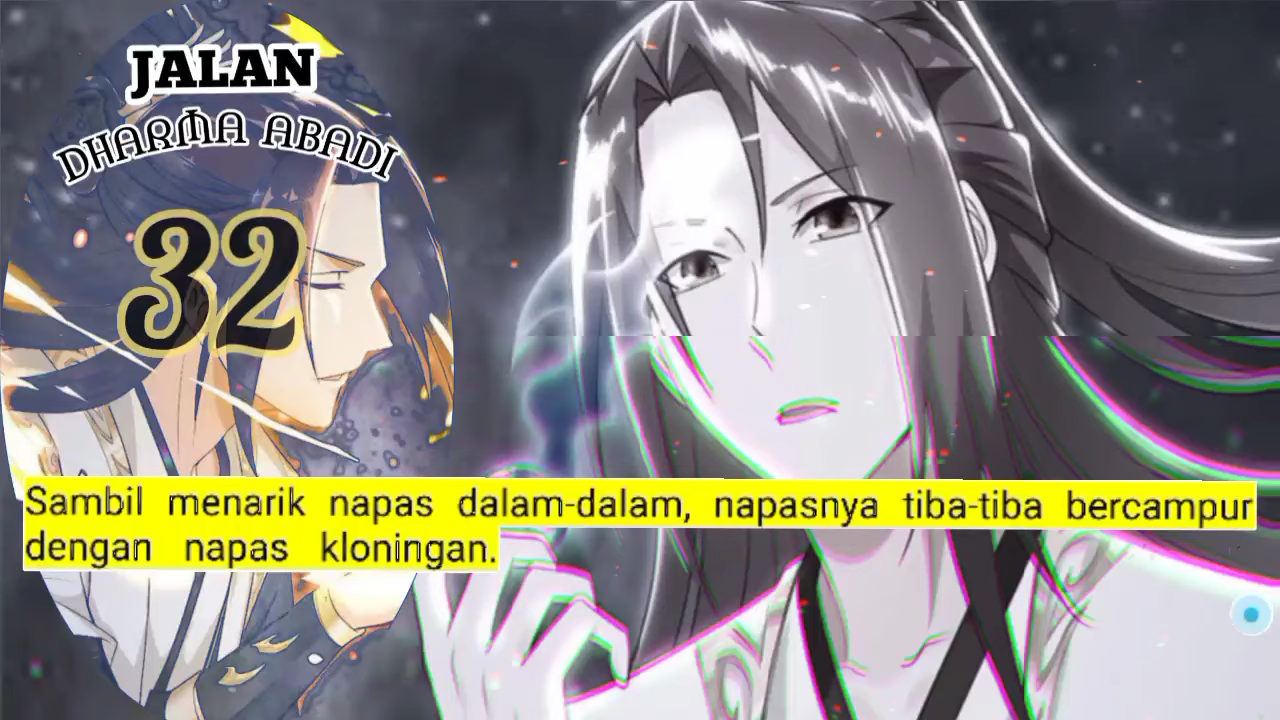 JALAN
DHARMA ABADI
32
Sambil menarik napas dalam-dalam, napasnya tiba-tiba bercampur
dengan napas kloningan.